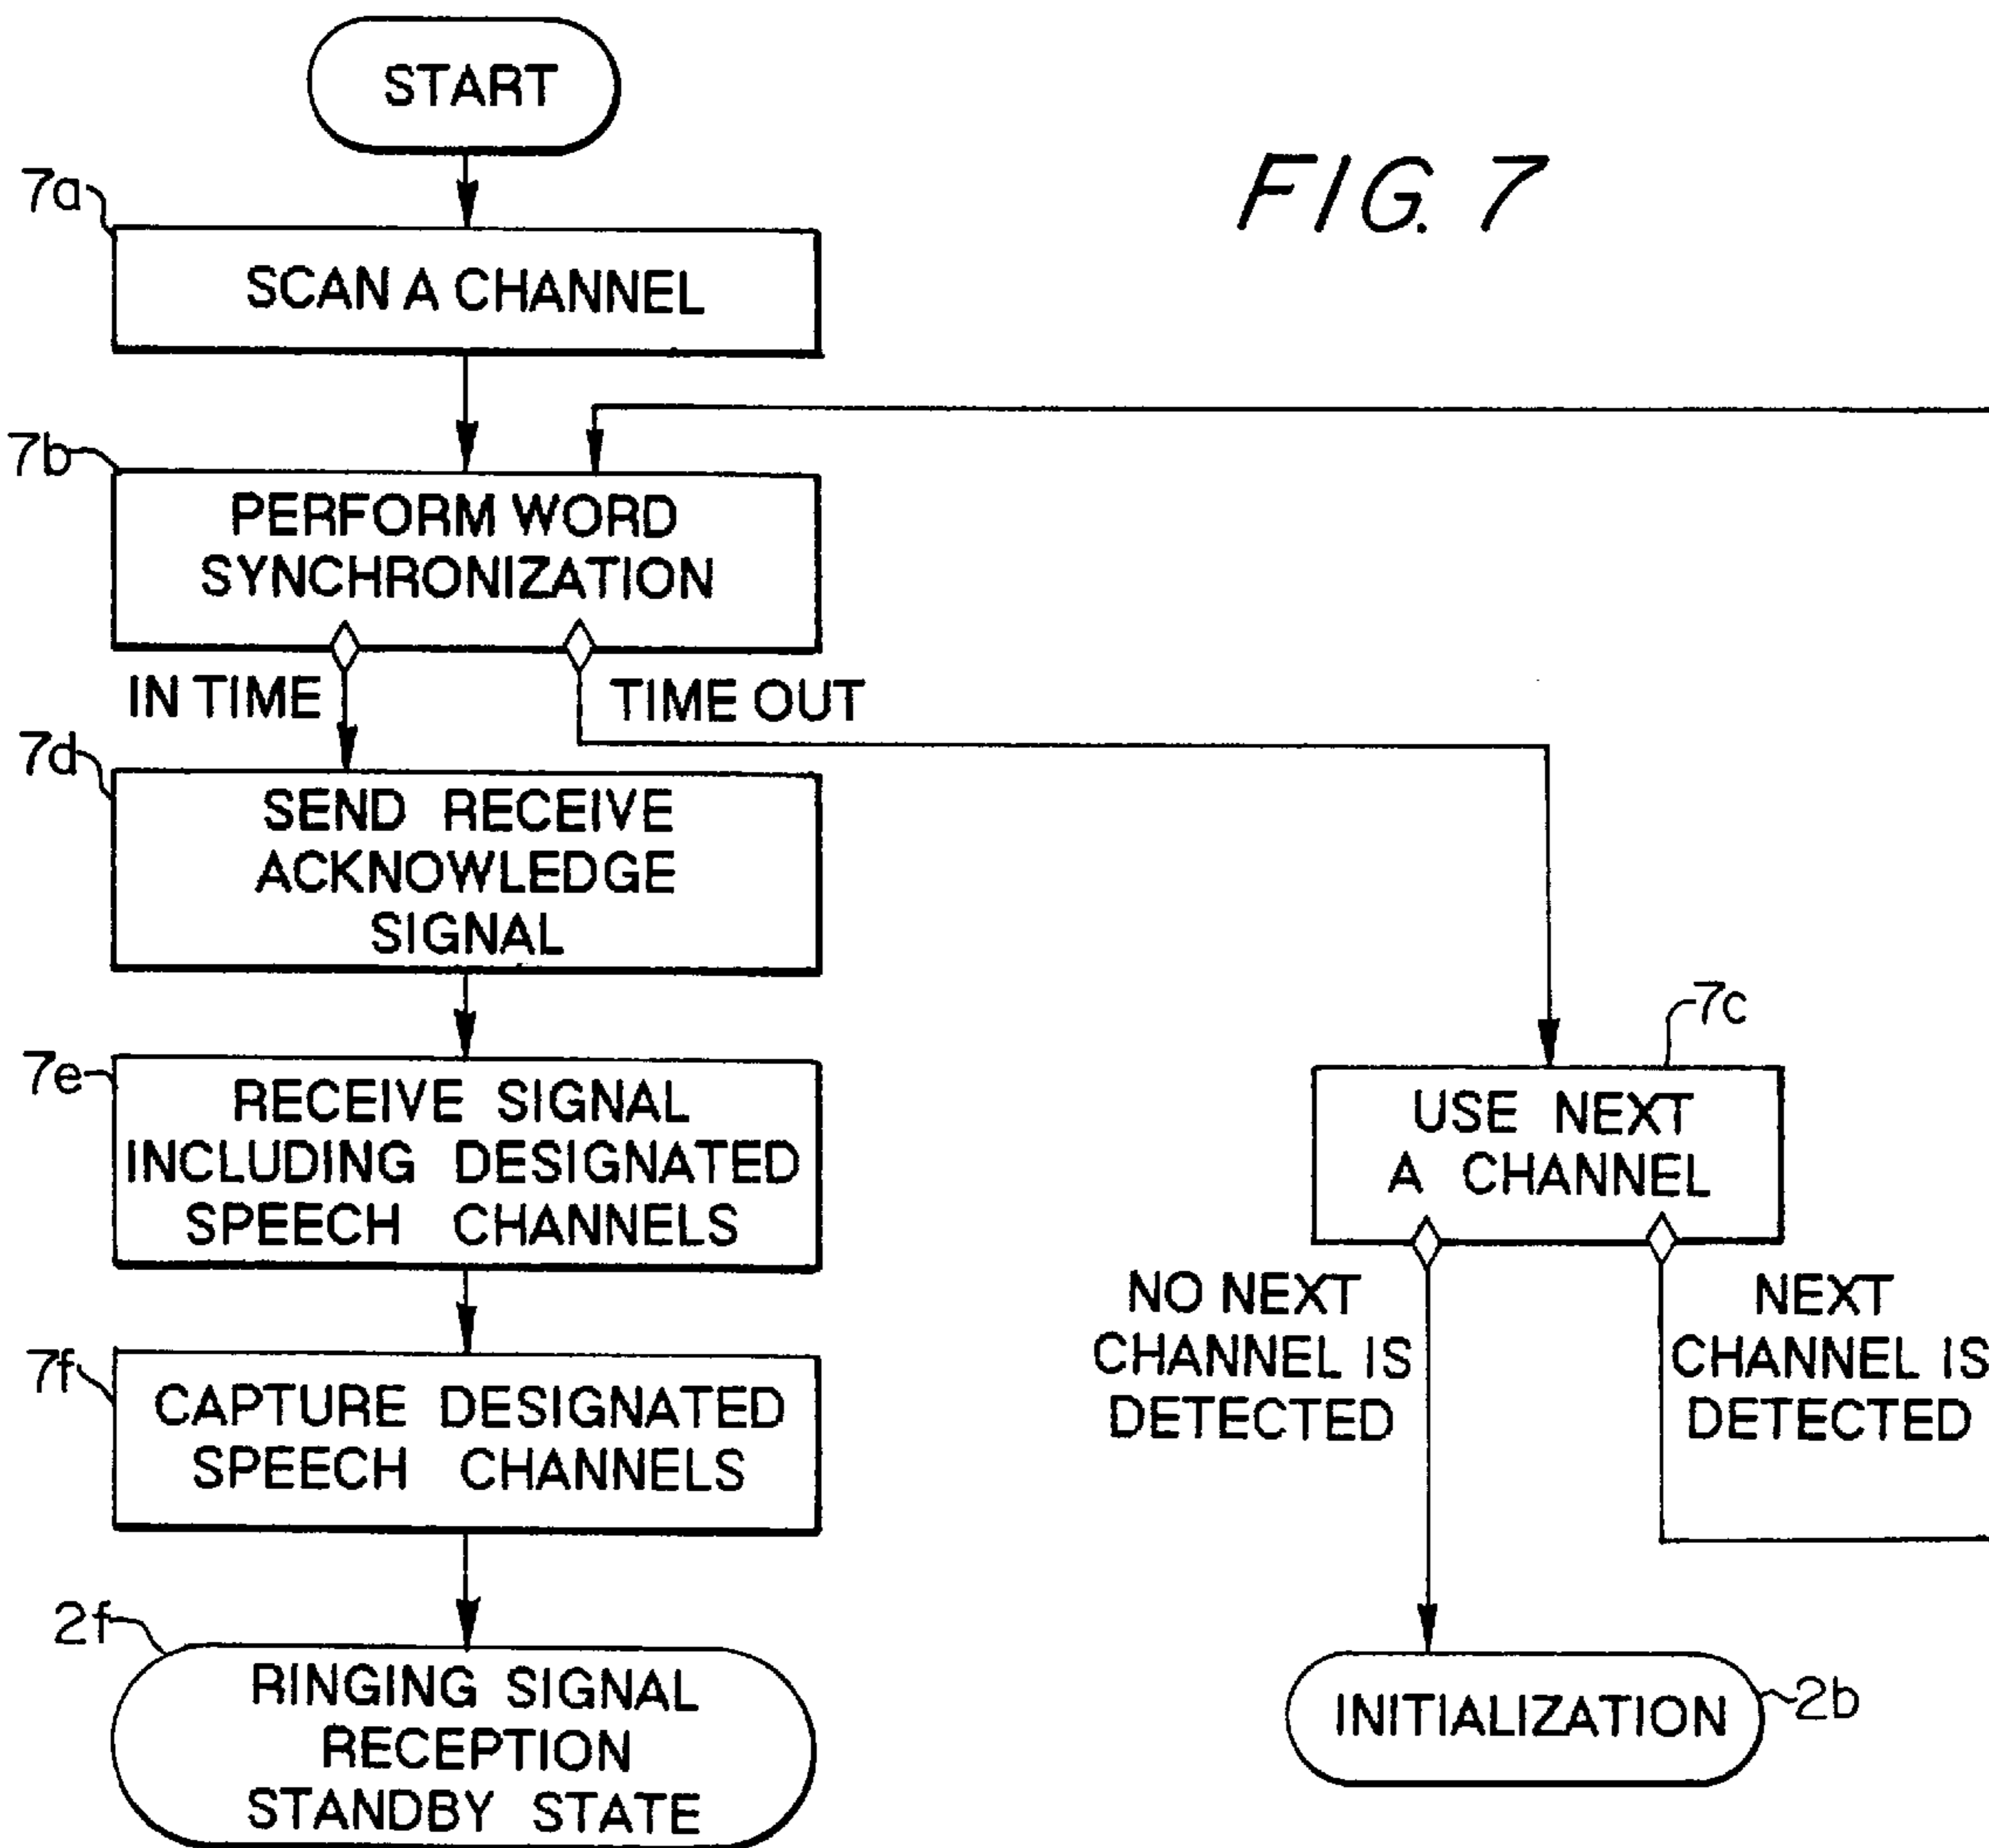 START
FIG. 7
7a
SCAN A CHANNEL
7b
PERFORM WORD
SYNCHRONIZATION
IN TIME
TIME OUT
7d
SEND RECEIVE
ACKNOWLEDGE
SIGNAL
7e
RECEIVE SIGNAL
INCLUDING DESIGNATED
SPEECH CHANNELS
7c
USE NEXT
A CHANNEL
NO NEXT
CHANNEL IS
DETECTED
NEXT
CHANNEL IS
DETECTED
7f
CAPTURE DESIGNATED
SPEECH CHANNELS
2f
RINGING SIGNAL
RECEPTION
STANDBY STATE
INITIALIZATION
2b